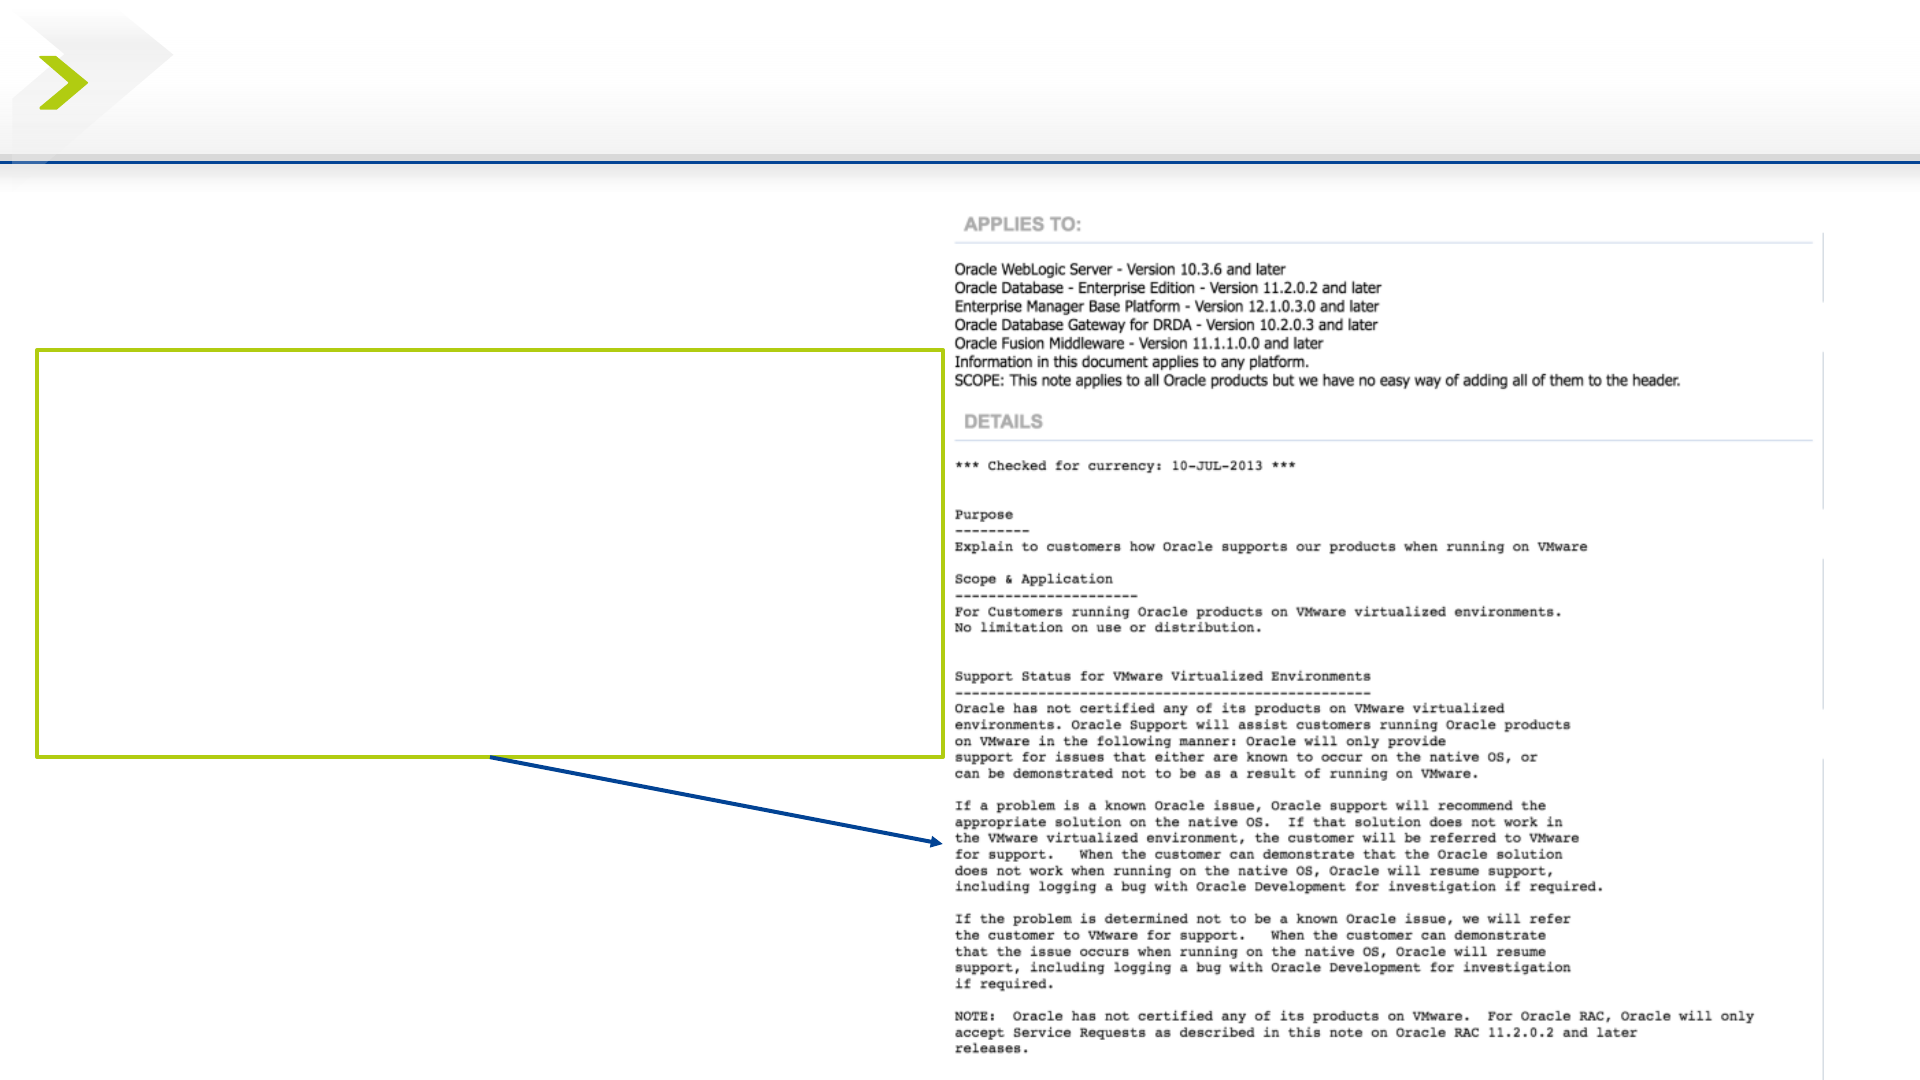 APPLIES TO:
Oracle WebLogic Server - Version 10.3.6 and later
Oracle Database - Enterprise Edition - Version 11.2.0.2 and later
Enterprise Manager Base Platform - Version 12.1.0.3.0 and later
Oracle Database Gateway for DRDA - Version 10.2.0.3 and later
Oracle Fusion Middleware - Version 11.1.1.0.0 and later
Information in this document applies to any platform.
SCOPE: This note applies to all Oracle products but we have no easy way of adding all of them to the header.
DETAILS
*** Checked for currency: 10-JUL-2013 ***
Purpose
---------
Explain to customers how Oracle supports our products when running on VMware
Scope & Application
----------------------
For Customers running Oracle products on VMware virtualized environments.
No limitation on use or distribution.
Support Status for VMware Virtualized Environments
--------------------------------------------------
Oracle has not certified any of its products on VMware virtualized
environments. Oracle Support will assist customers running Oracle products
on VMware in the following manner: Oracle will only provide
support for issues that either are known to occur on the native OS, or
can be demonstrated not to be as a result of running on VMware.
If a problem is a known Oracle issue, Oracle support will recommend the
appropriate solution on the native OS.  If that solution does not work in
the VMware virtualized environment, the customer will be referred to VMware
for support.   When the customer can demonstrate that the Oracle solution
does not work when running on the native OS, Oracle will resume support,
including logging a bug with Oracle Development for investigation if required.
If the problem is determined not to be a known Oracle issue, we will refer
the customer to VMware for support.   When the customer can demonstrate
that the issue occurs when running on the native OS, Oracle will resume
support, including logging a bug with Oracle Development for investigation
if required.
NOTE:  Oracle has not certified any of its products on VMware.  For Oracle RAC, Oracle will only
accept Service Requests as described in this note on Oracle RAC 11.2.0.2 and later
releases.